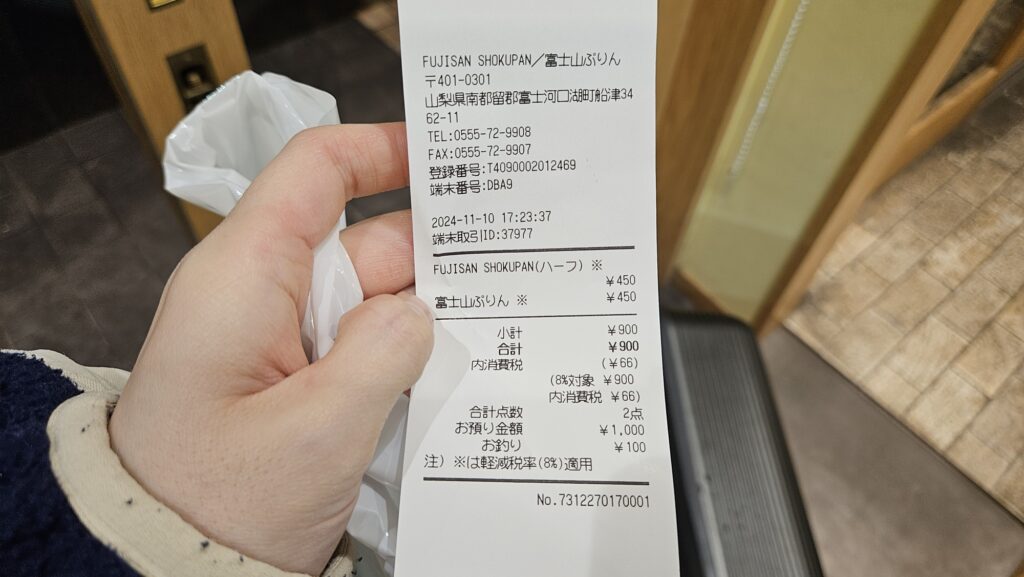 FUJISAN SHOKUPAN/富士山ぷりん
〒401-0301
山梨県南都留郡富士河口湖町船津34
62-11
TEL:0555-72-9908
FAX:0555-72-9907
登録番号:T4090002012469
端末番号:DBA9
2024-11-10 17:23:37
端末取引ID:37977
FUJISAN SHOKUPAN(ハーフ) ※
¥450
富士山ぷりん ※ ¥450
小計 ¥900
合計 ¥900
内消費税 (¥66)
(8%対象 ¥900
内消費税 ¥66)
合計点数 2点
お預り金額 ¥1,000
お釣り ¥100
注) ※は軽減税率(8%)適用
No.7312270170001